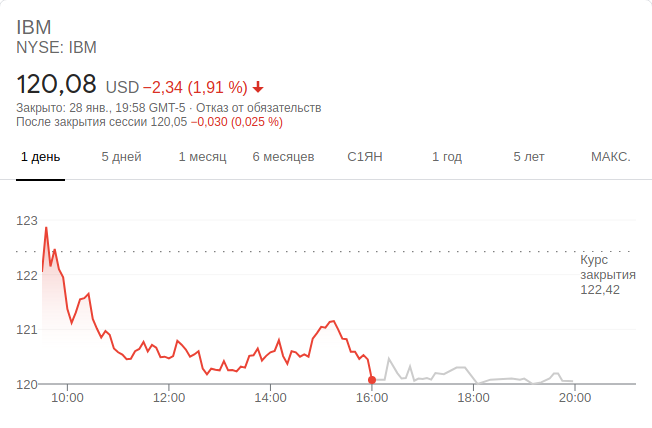 IBM
NYSE: IBM
120,08 USD −2,34 (1,91 %)
Закрыто: 28 янв., 19:58 GMT-5 · Отказ от обязательств
После закрытия сессии 120,05 −0,030 (0,025 %)
1 день 5 дней 1 месяц 6 месяцев С1ЯН 1 год 5 лет МАКС.
123
Курс
закрытия
122,42
122
121
120
10:00 12:00 14:00 16:00 18:00 20:00